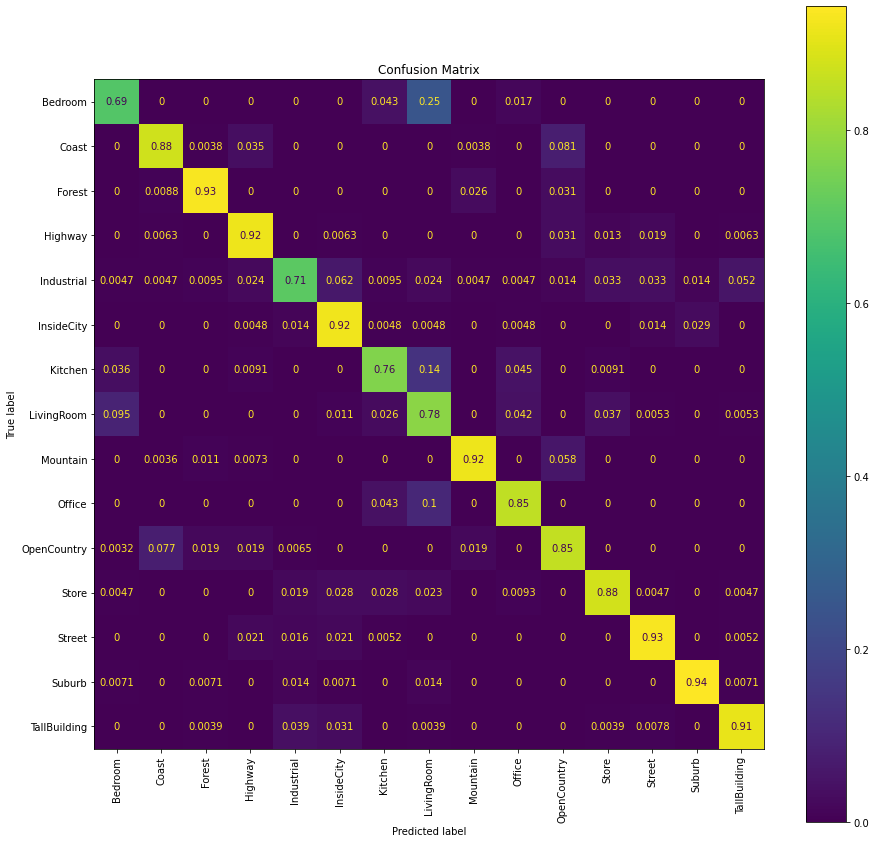 Confusion Matrix
Bedroom 0.69 0 0 0 0 0 0.043 0.25 0 0.017 0 0 0 0 0
Coast 0 0.88 0.0038 0.035 0 0 0 0 0.0038 0 0.081 0 0 0 0
Forest 0 0.0088 0.93 0 0 0 0 0 0.026 0 0.031 0 0 0 0
Highway 0 0.0063 0 0.92 0 0.0063 0 0 0 0 0.031 0.013 0.019 0 0.0063
Industrial 0.0047 0.0047 0.0095 0.024 0.71 0.062 0.0095 0.024 0.0047 0.0047 0.014 0.033 0.033 0.014 0.052
InsideCity 0 0 0 0.0048 0.014 0.92 0.0048 0.0048 0 0.0048 0 0 0.014 0.029 0
Kitchen 0.036 0 0 0.0091 0 0 0.76 0.14 0 0.045 0 0.0091 0 0 0
LivingRoom 0.095 0 0 0 0 0.011 0.026 0.78 0 0.042 0 0.037 0.0053 0 0.0053
Mountain 0 0.0036 0.011 0.0073 0 0 0 0 0.92 0 0.058 0 0 0 0
Office 0 0 0 0 0 0 0.043 0.1 0 0.85 0 0 0 0 0
OpenCountry 0.0032 0.077 0.019 0.019 0.0065 0 0 0 0.019 0 0.85 0 0 0 0
Store 0.0047 0 0 0 0.019 0.028 0.028 0.023 0 0.0093 0 0.88 0.0047 0 0.0047
Street 0 0 0 0.021 0.016 0.021 0.0052 0 0 0 0 0 0.93 0 0.0052
Suburb 0.0071 0 0.0071 0 0.014 0.0071 0 0.014 0 0 0 0 0 0.94 0.0071
TallBuilding 0 0 0.0039 0 0.039 0.031 0 0.0039 0 0 0 0.0039 0.0078 0 0.91
True label
Bedroom Coast Forest Highway Industrial InsideCity Kitchen LivingRoom Mountain Office OpenCountry Store Street Suburb TallBuilding
Predicted label
0.8
0.6
0.4
0.2
0.0